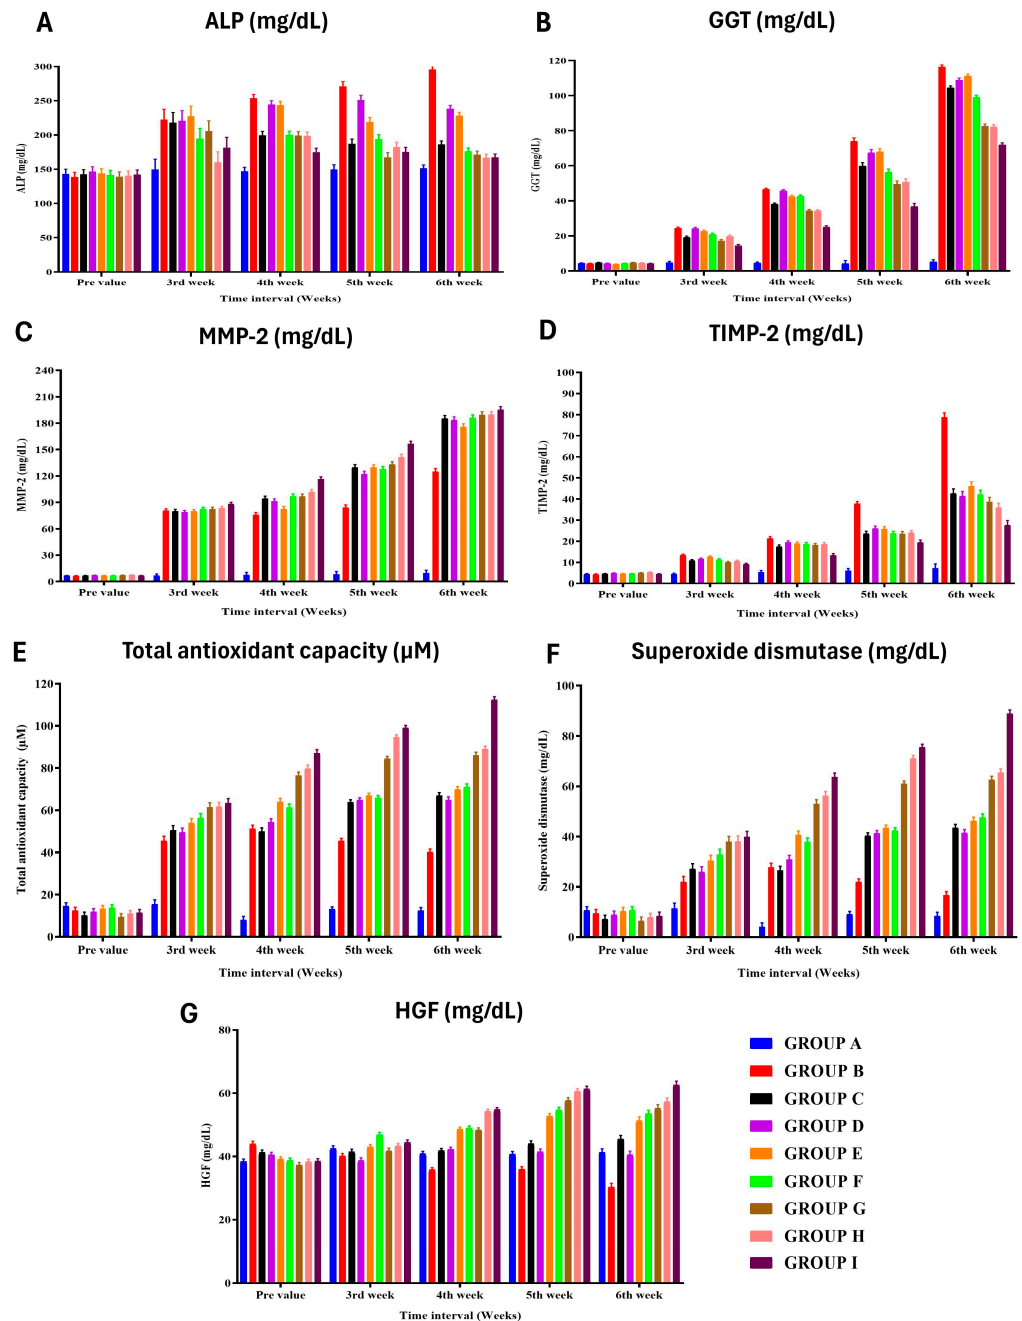 A
ALP (mg/dL)
ALP (mg/dL)
300
250
200
150
100
50
0
Pre value 3rd week 4th week 5th week 6th week
Time interval (Weeks)
B
GGT (mg/dL)
GGT (mg/dL)
120
100
80
60
40
20
0
Pre value 3rd week 4th week 5th week 6th week
Time interval (Weeks)
C
MMP-2 (mg/dL)
MMP-2 (mg/dL)
240
210
180
150
120
90
60
30
0
Pre value 3rd week 4th week 5th week 6th week
Time interval (Weeks)
D
TIMP-2 (mg/dL)
TIMP-2 (mg/dL)
100
90
80
70
60
50
40
30
20
10
0
Pre value 3rd week 4th week 5th week 6th week
Time interval (Weeks)
E
Total antioxidant capacity (µM)
Total antioxidant capacity (µM)
120
100
80
60
40
20
0
Pre value 3rd week 4th week 5th week 6th week
Time interval (Weeks)
F
Superoxide dismutase (mg/dL)
Superoxide dismutase (mg/dL)
100
80
60
40
20
0
Pre value 3rd week 4th week 5th week 6th week
Time interval (Weeks)
G
HGF (mg/dL)
HGF (mg/dL)
80
60
40
20
0
Pre value 3rd week 4th week 5th week 6th week
Time interval (Weeks)
GROUP A
GROUP B
GROUP C
GROUP D
GROUP E
GROUP F
GROUP G
GROUP H
GROUP I